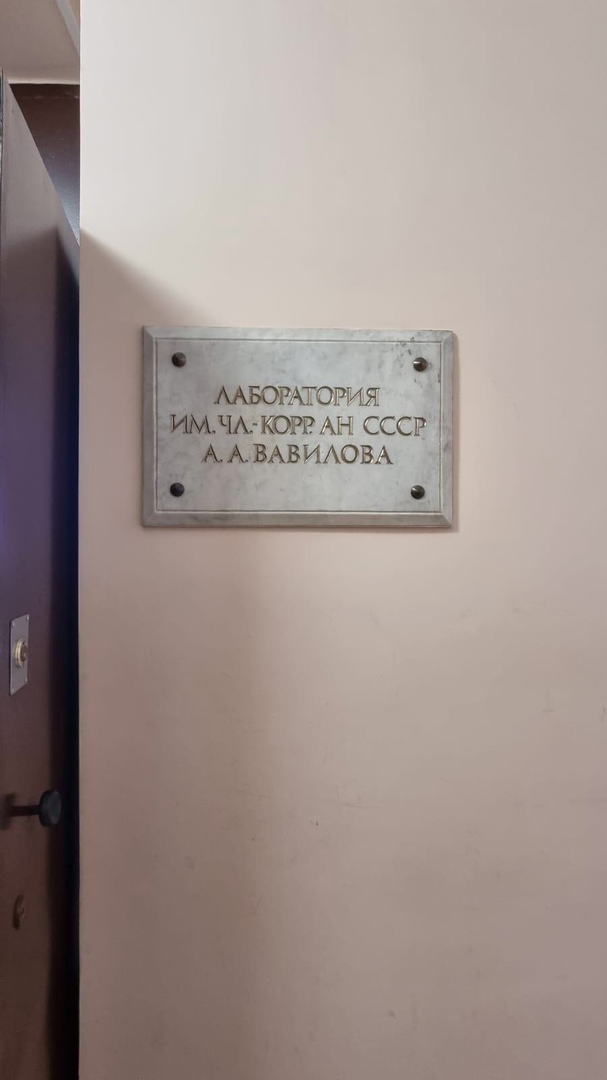 ЛАБОРАТОРИЯ
ИМ. ЧЛ.-КОРР. АН СССР
А. А. ВАВИЛОВА